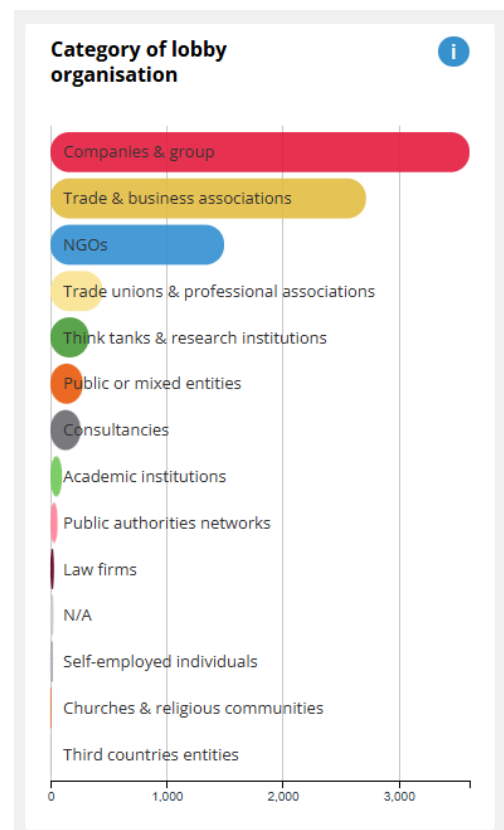 Category of lobby
organisation
i
Companies & group
Trade & business associations
NGOs
Trade unions & professional associations
Think tanks & research institutions
Public or mixed entities
Consultancies
Academic institutions
Public authorities networks
Law firms
N/A
Self-employed individuals
Churches & religious communities
Third countries entities
0 1,000 2,000 3,000